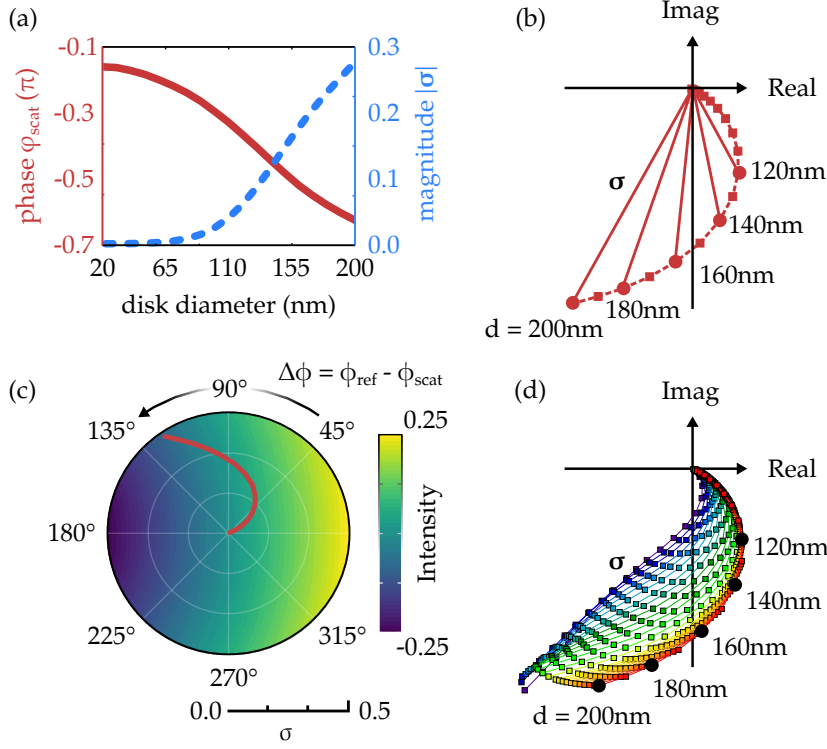 (a)
-0.1
-0.3
-0.5
-0.7
phase φscat (π)
0.3
0.2
0.1
0.0
magnitude |σ|
20 65 110 155 200
disk diameter (nm)
(b)
Imag
Real
σ
120nm
140nm
160nm
180nm
d = 200nm
(c)
Δϕ = ϕref - ϕscat
90°
135° 45°
180°
225° 315°
270°
0.25
Intensity
-0.25
0.0 0.5
σ
(d)
Imag
Real
σ
120nm
140nm
160nm
180nm
d = 200nm